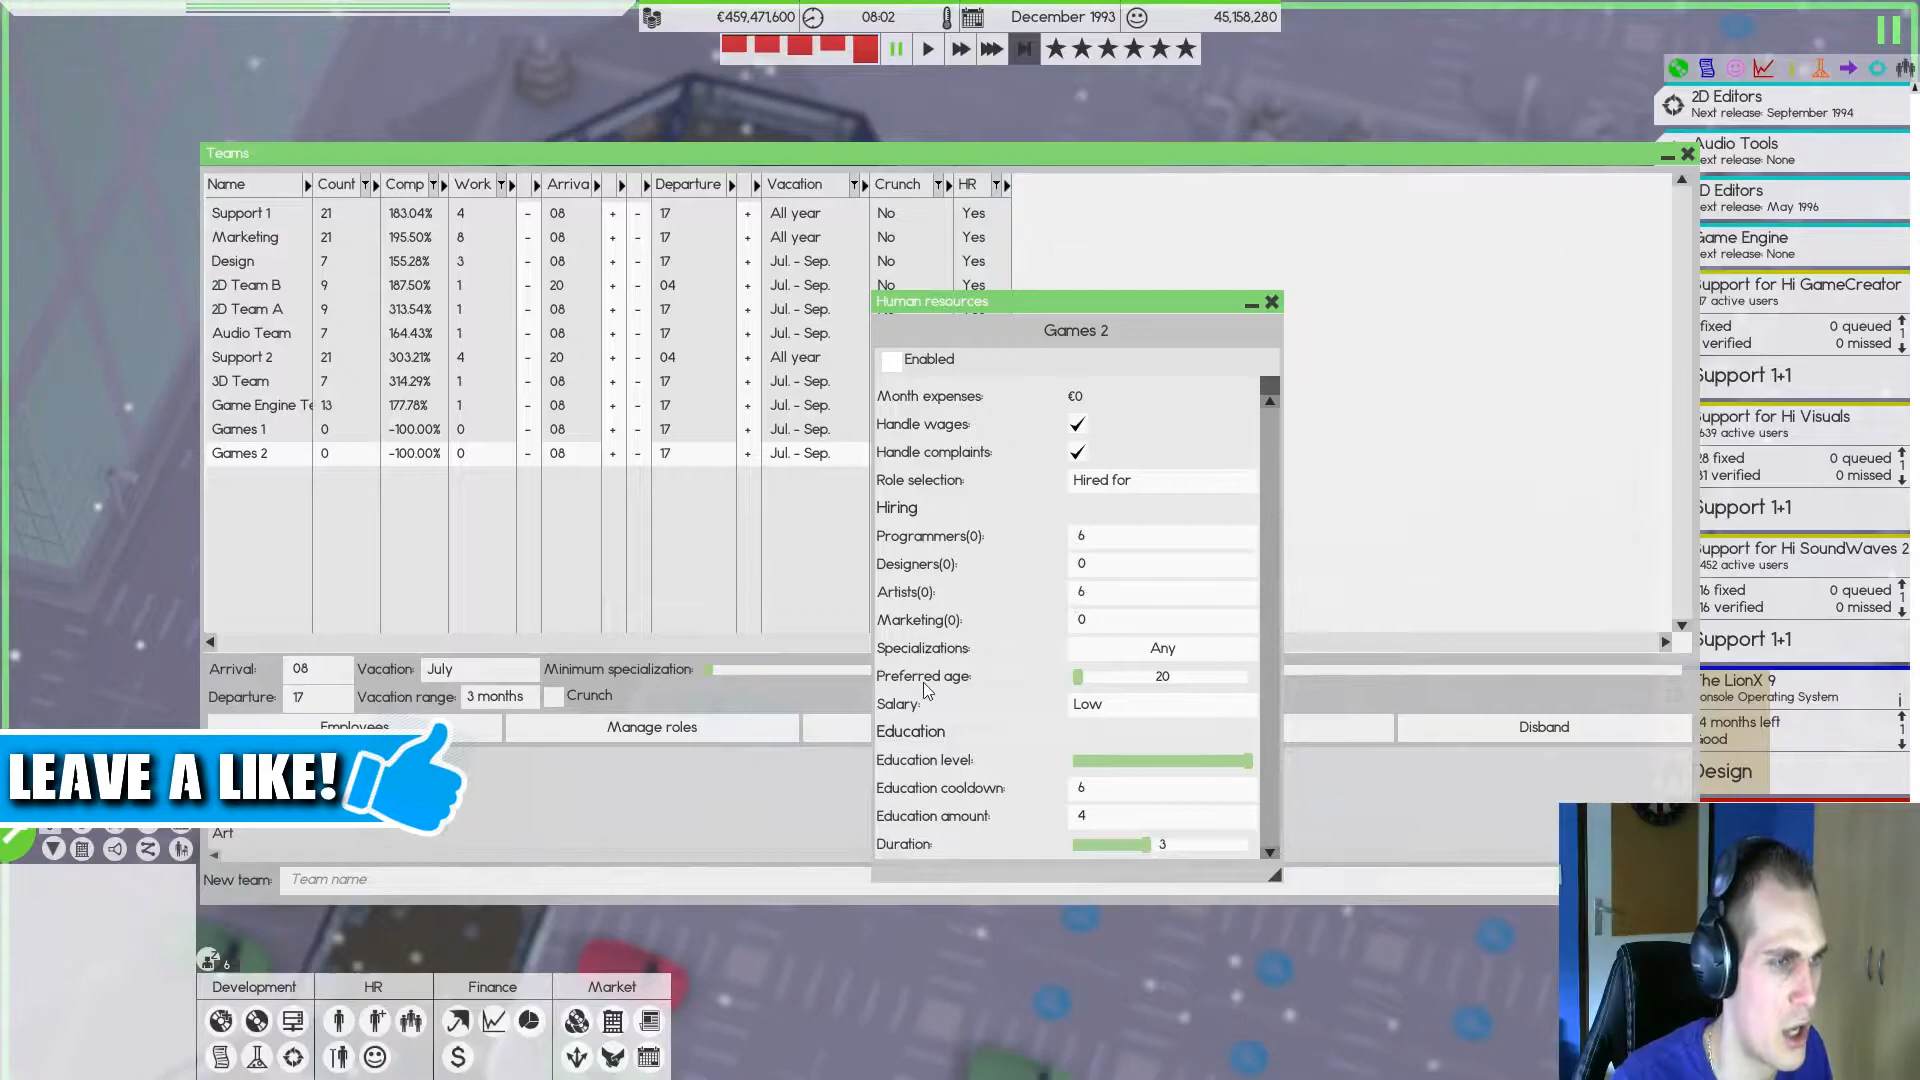 €459,471,600
08:02
December 1993
45,158,280
2D Editors
Next release: September 1994
Audio Tools
ext release: None
D Editors
ext release: May 1996
Game Engine
ext release: None
upport for Hi GameCreator
7 active users
fixed 0 queued
verified 0 missed
1
Support 1+1
upport for Hi Visuals
639 active users
28 fixed 0 queued
31 verified 0 missed
1
Support 1+1
upport for Hi SoundWaves 2
452 active users
16 fixed 0 queued
16 verified 0 missed
1
Support 1+1
The LionX 9
onsole Operating System
4 months left
Good
1
Design
Teams
Name Count Comp Work Arriva Departure Vacation Crunch HR
Support 1 21 183.04% 4 - 08 + - 17 + All year No Yes
Marketing 21 195.50% 8 - 08 + - 17 + All year No Yes
Design 7 155.28% 3 - 08 + - 17 + Jul. - Sep. No Yes
2D Team B 9 187.50% 1 - 20 + - 04 + Jul. - Sep. No Yes
2D Team A 9 313.54% 1 - 08 + - 17 + Jul. - Sep.
Audio Team 7 164.43% 1 - 08 + - 17 + Jul. - Sep.
Support 2 21 303.21% 4 - 20 + - 04 + All year
3D Team 7 314.29% 1 - 08 + - 17 + Jul. - Sep.
Game Engine Te 13 177.78% 1 - 08 + - 17 + Jul. - Sep.
Games 1 0 -100.00% 0 - 08 + - 17 + Jul. - Sep.
Games 2 0 -100.00% 0 - 08 + - 17 + Jul. - Sep.
Arrival: 08 Vacation: July Minimum specialization:
Departure: 17 Vacation range: 3 months Crunch
Employees Manage roles Disband
Art
New team: Team name
Human resources
Games 2
Enabled
Month expenses: €0
Handle wages:
Handle complaints:
Role selection: Hired for
Hiring
Programmers(0): 6
Designers(0): 0
Artists(0): 6
Marketing(0): 0
Specializations: Any
Preferred age: 20
Salary: Low
Education
Education level:
Education cooldown: 6
Education amount: 4
Duration: 3
LEAVE A LIKE!
6
Development HR Finance Market